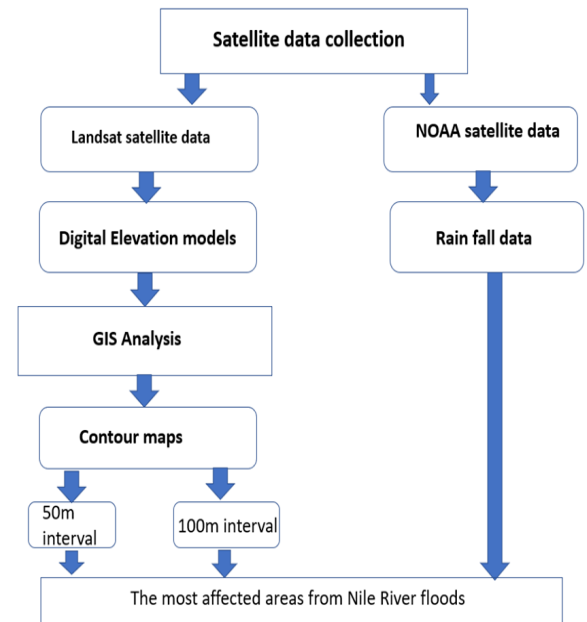 Satellite data collection
Landsat satellite data
NOAA satellite data
Digital Elevation models
Rain fall data
GIS Analysis
Contour maps
50m
interval
100m interval
The most affected areas from Nile River floods